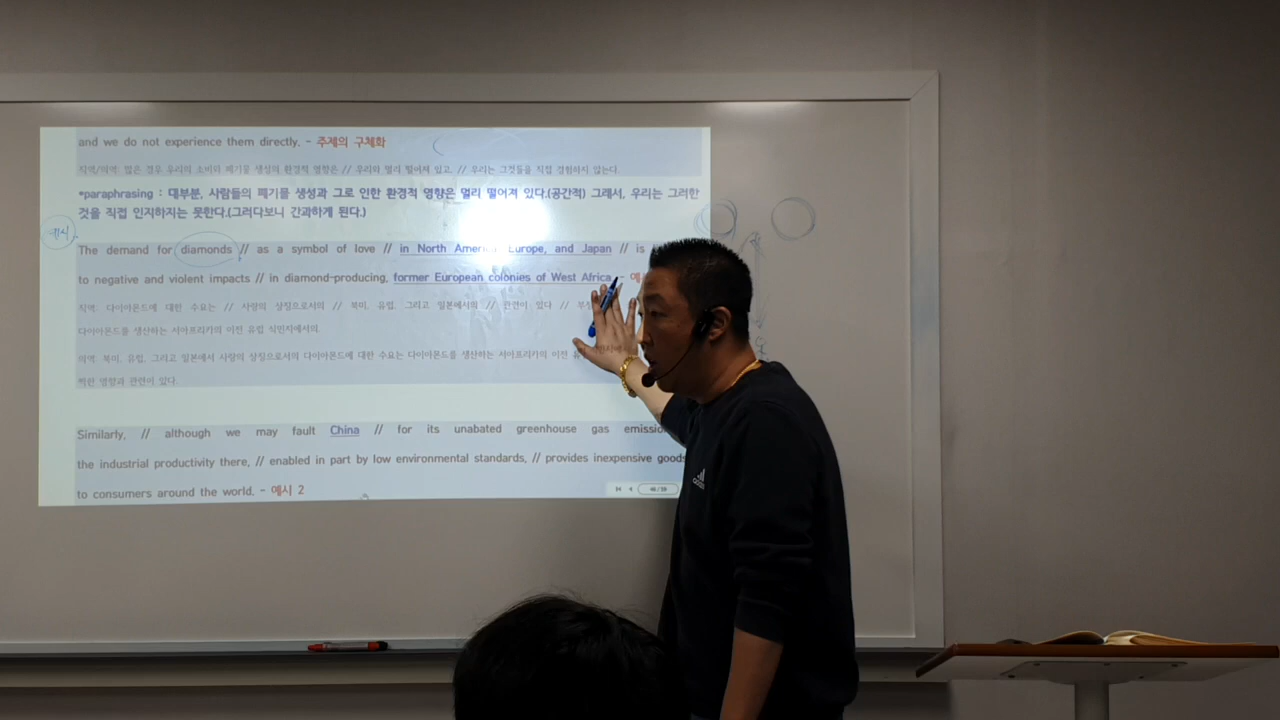 and we do not experience them directly. - 주제의 구체화
직역/의역: 많은 경우 우리의 소비와 폐기물 생성의 환경적 영향은 // 우리와 멀리 떨어져 있고, // 우리는 그것들을 직접 경험하지 않는다.
*paraphrasing : 대부분, 사람들의 폐기물 생성과 그로 인한 환경적 영향은 멀리 떨어져 있다.(공간적) 그래서, 우리는 그러한
것을 직접 인지하지는 못한다.(그러다보니 간과하게 된다.)
예시
The demand for diamonds // as a symbol of love // in North America, Europe, and Japan // is
to negative and violent impacts // in diamond-producing, former European colonies of West Africa. -
직역: 다이아몬드에 대한 수요는 // 사랑의 상징으로서의 // 북미, 유럽, 그리고 일본에서의 // 관련이 있다 //
다이아몬드를 생산하는 서아프리카의 이전 유럽 식민지에서의.
의역: 북미, 유럽, 그리고 일본에서 사랑의 상징으로서의 다이아몬드에 대한 수요는 다이아몬드를 생산하는 서아프리카의 이전
적한 영향과 관련이 있다.
Similarly, // although we may fault China // for its unabated greenhouse gas
the industrial productivity there, // enabled in part by low environmental standards, // provides inexpensive goods
to consumers around the world. - 예시 2
adidas